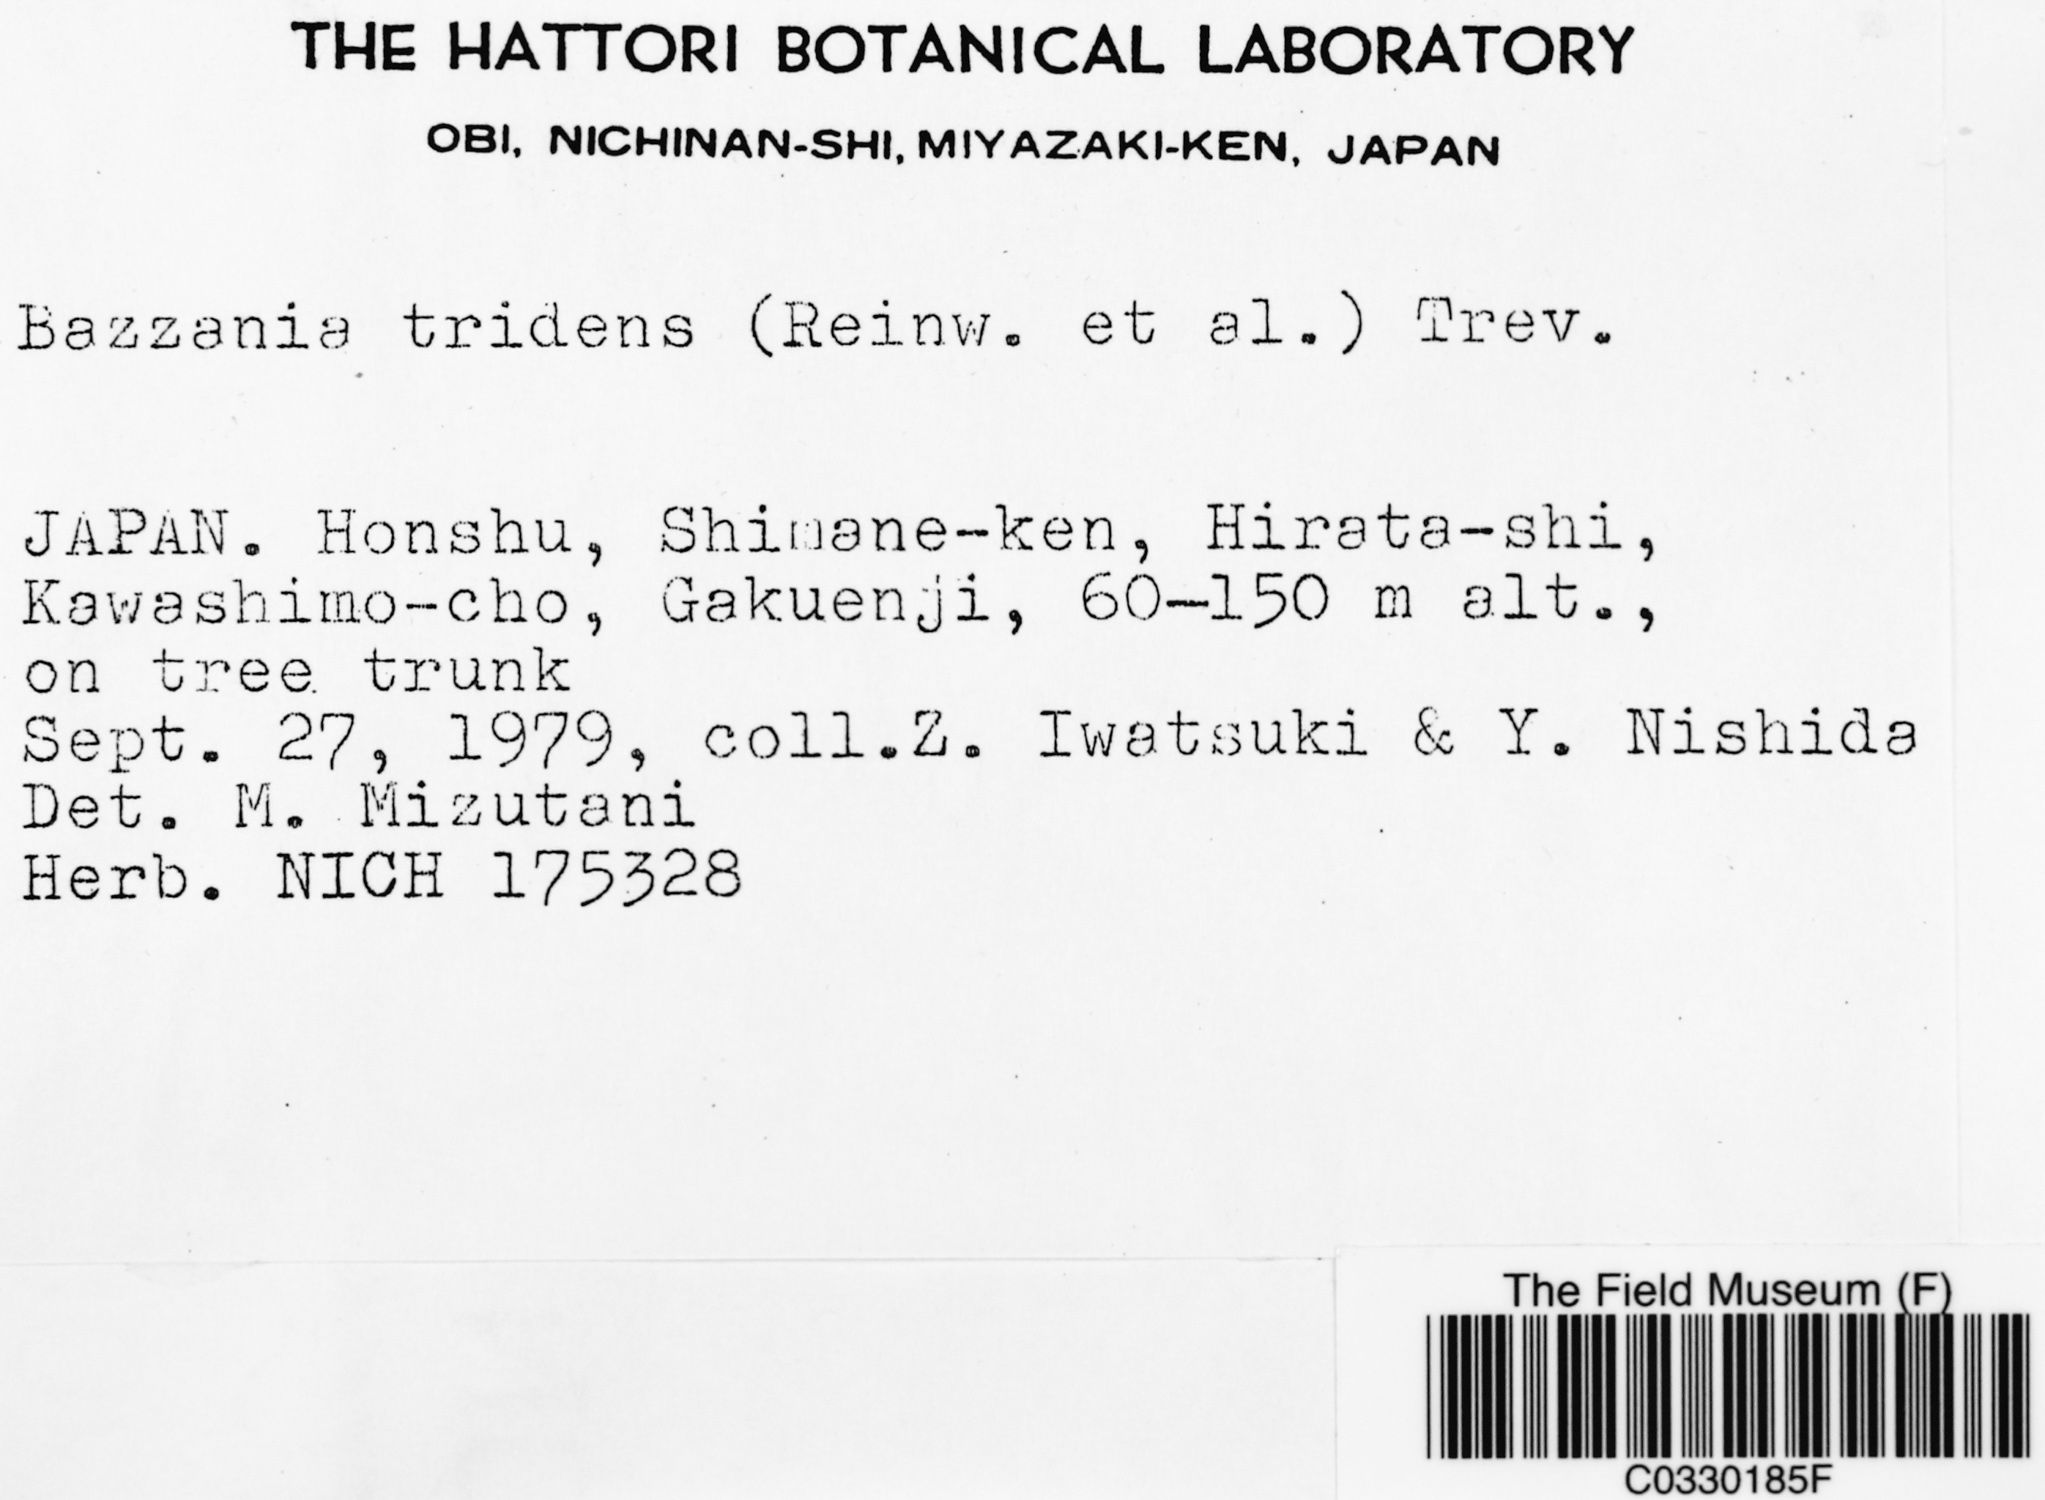 THE HATTORI BOTANICAL LABORATORY
OBI, NICHINAN-SHI, MIYAZAKI-KEN, JAPAN
Bazzania tridens (Reinw. et al.) Trev.
JAPAN. Honshu, Shimane-ken, Hirata-shi,
Kawashimo-cho, Gakuenji, 60-150 m alt.,
on tree trunk
Sept. 27, 1979, coll.Z. Iwatsuki & Y. Nishida
Det. M. Mizutani
Herb. NICH 175328
The Field Museum (F)
C0330185F